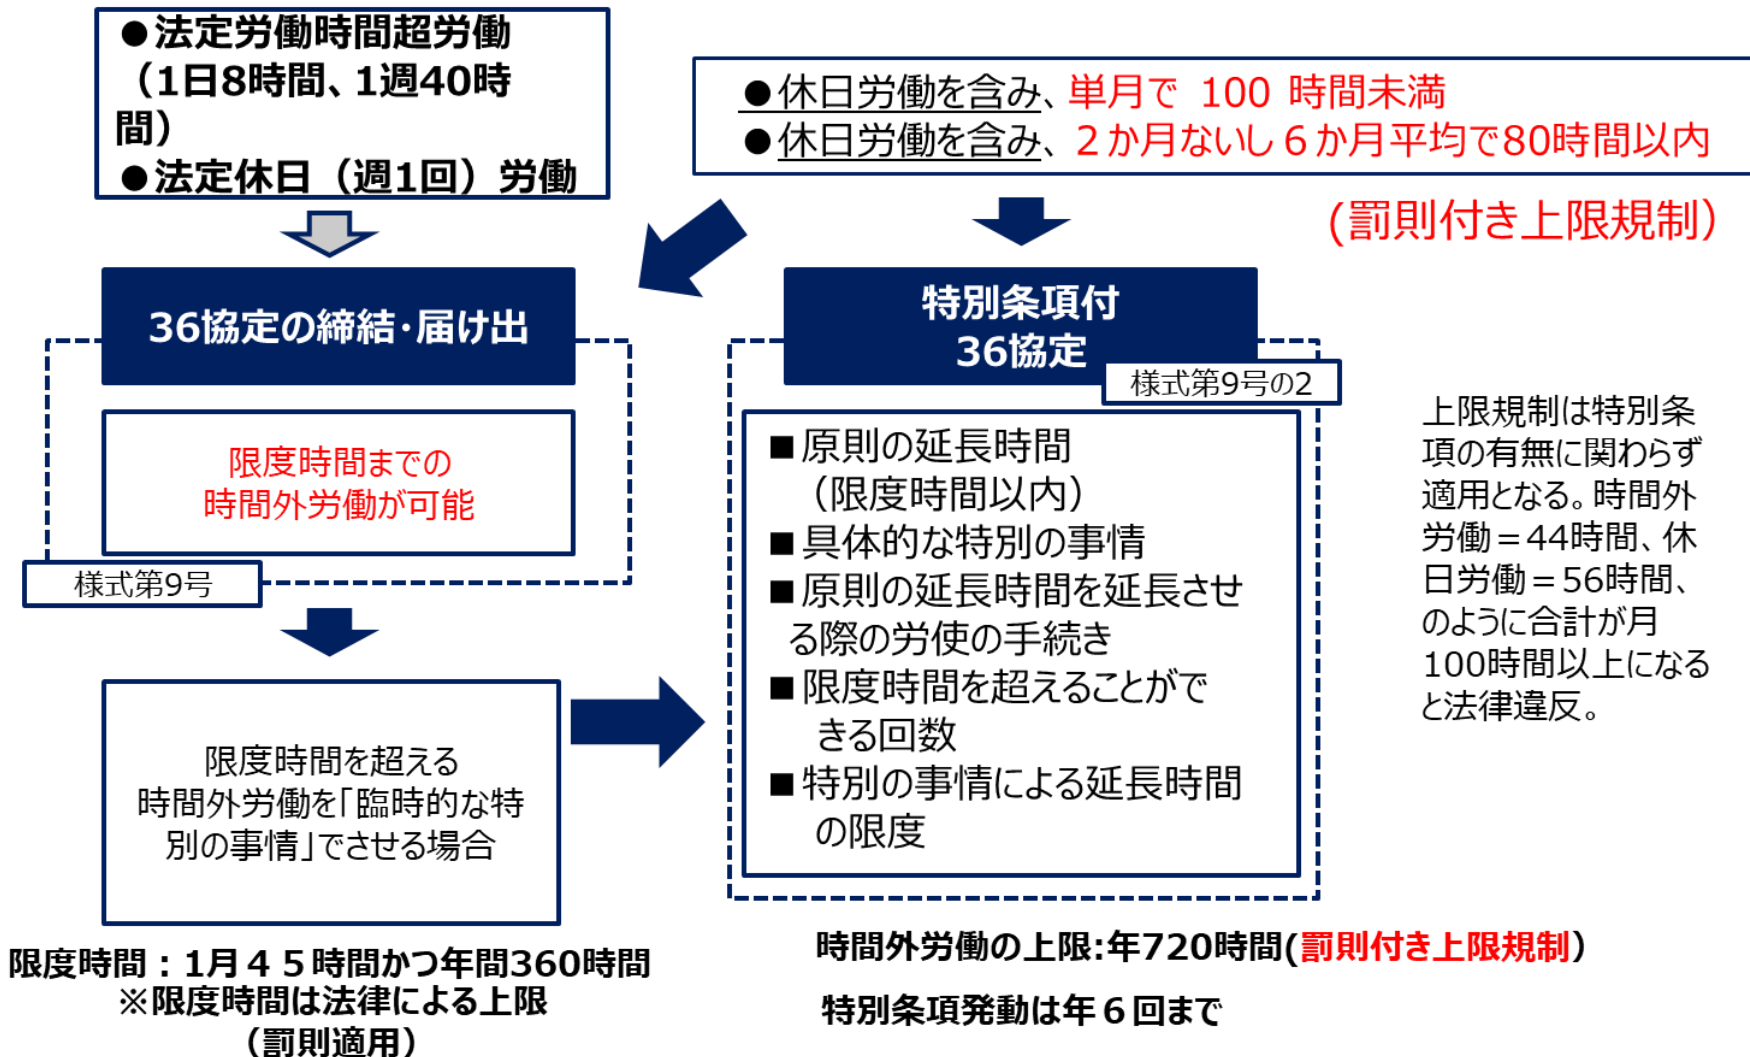 ●法定労働時間超労働
（1日8時間、1週40時
間）
●法定休日（週1回）労働
●休日労働を含み、単月で 100 時間未満
●休日労働を含み、２か月ないし６か月平均で80時間以内
(罰則付き上限規制）
36協定の締結・届け出
限度時間までの
時間外労働が可能
様式第9号
限度時間を超える
時間外労働を「臨時的な特
別の事情」でさせる場合
限度時間：1月４５時間かつ年間360時間
※限度時間は法律による上限
（罰則適用）
特別条項付
36協定
様式第9号の2
■原則の延長時間
（限度時間以内）
■具体的な特別の事情
■原則の延長時間を延長させ
る際の労使の手続き
■限度時間を超えることがで
きる回数
■特別の事情による延長時間
の限度
時間外労働の上限:年720時間(罰則付き上限規制）
特別条項発動は年６回まで
上限規制は特別条
項の有無に関わらず
適用となる。時間外
労働＝44時間、休
日労働＝56時間、
のように合計が月
100時間以上になる
と法律違反。